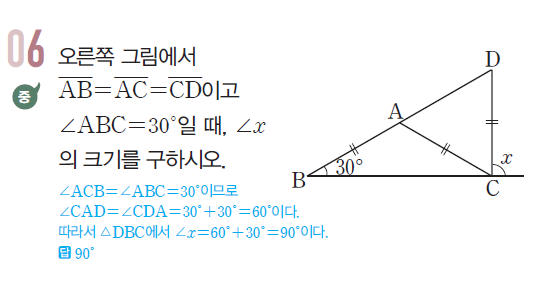 06
중
오른쪽 그림에서
AB=AC=CD이고
∠ABC=30°일 때, ∠x
의 크기를 구하시오.
∠ACB=∠ABC=30°이므로
∠CAD=∠CDA=30°+30°=60°이다.
따라서 △DBC에서 ∠x=60°+30°=90°이다.
답 90°
D
A
30°
x
B
C